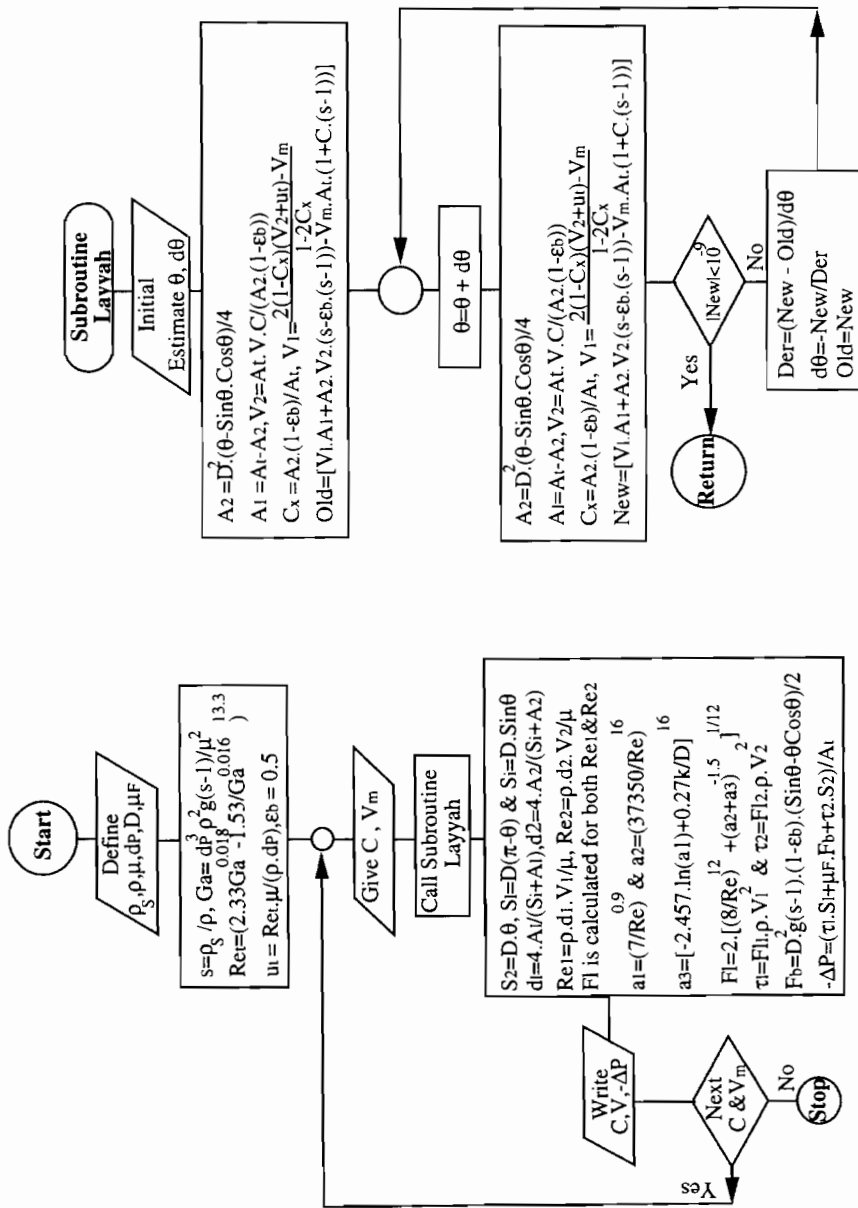 Start
Define
ρs,ρ,μ,dP,D,μF
s=ρs/ρ, Ga= dP³ρ²g(s-1)/μ²
Ret=(2.33Ga^0.018 -1.53/Ga^0.016)^13.3
ut = Ret.μ/(ρ.dP),εb = 0.5
Give C , Vm
Call Subroutine
Layyah
S2=D.θ, S1=D(π-θ) & Si=D.Sinθ
d1=4.A1/(Si+A1),d2=4.A2/(Si+A2)
Re1=ρ.d1.V1/μ, Re2=ρ.d2.V2/μ
Fl is calculated for both Re1&Re2
a1=(7/Re)^0.9 & a2=(37350/Re)^16
a3=[-2.457.ln(a1)+0.27k/D]^16
Fl=2.[(8/Re)^12 +(a2+a3)^-1.5]^1/12
τ1=Fl1.ρ.V1² & τ2=Fl2.ρ.V2²
Fb=D²g(s-1).(1-εb).(Sinθ-θCosθ)/2
-ΔP=(τ1.Si+μF.Fb+τ2.S2)/At
Write
C,V,-ΔP
Next
C &Vm
Yes
No
Stop
Subroutine
Layyah
Initial
Estimate θ, dθ
A2 =D².(θ-Sinθ.Cosθ)/4
A1 =At-A2,V2=At.V.C/(A2.(1-εb))
Cx =A2.(1-εb)/At, V1=2(1-Cx)(V2+ut)-Vm/1-2Cx
Old=[V1.A1+A2.V2.(s-εb.(s-1))-Vm.At.(1+C.(s-1))]
θ=θ + dθ
A2=D².(θ-Sinθ.Cosθ)/4
A1=At-A2,V2=At.V.C/(A2.(1-εb))
Cx=A2.(1-εb)/At, V1=2(1-Cx)(V2+ut)-Vm/1-2Cx
New=[V1.A1+A2.V2.(s-εb.(s-1))-Vm.At.(1+C.(s-1))]
|New|<10^-9
Yes
No
Return
Der=(New - Old)/dθ
dθ=-New/Der
Old=New